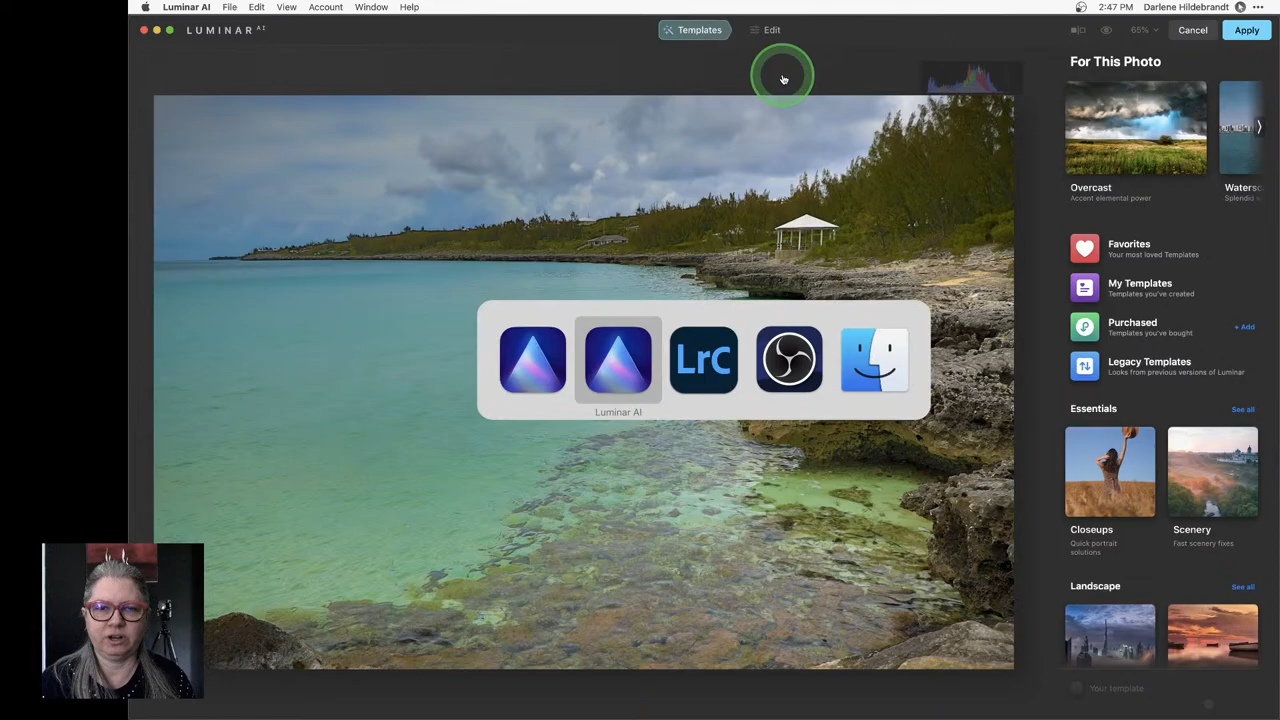 Luminar AI File Edit View Account Window Help
2:47 PM Darlene Hildebrandt
LUMINAR AI
Templates
Edit
65%
Cancel
Apply
For This Photo
Overcast
Accent elemental power
Splendid
Favorites
Your most loved Templates
My Templates
Templates you've created
Purchased
Templates you've bought
+ Add
Legacy Templates
Looks from previous versions of Luminar
LrC
Luminar AI
Essentials
See all
Closeups
Quick portrait
solutions
Scenery
Fast scenery fixes
Landscape
See all
Your template